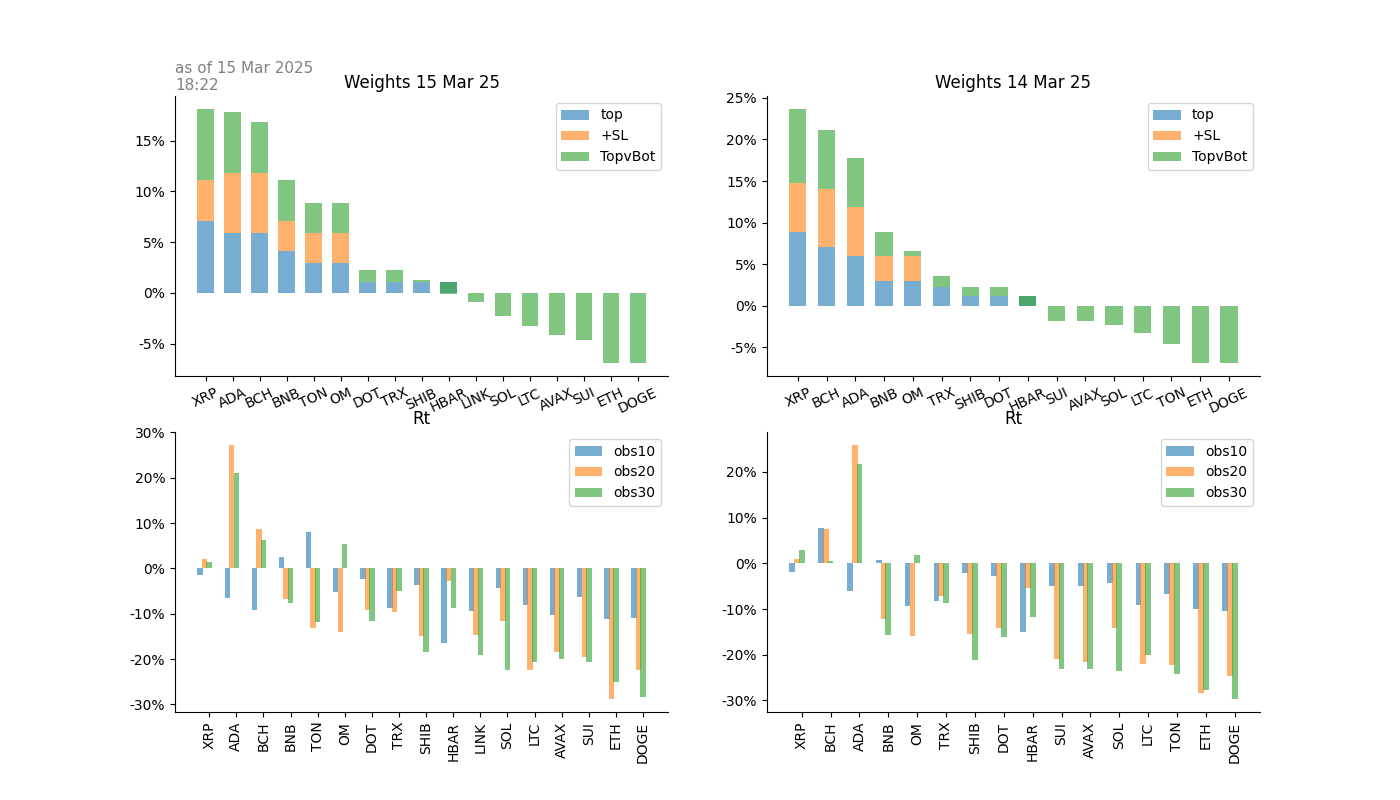 as of 15 Mar 2025
18:22
Weights 15 Mar 25
top
+SL
TopvBot
15%
10%
5%
0%
-5%
XRP ADA BCH BNB TON OM DOT TRX SHIB HBAR LINK SOL LTC AVAX SUI ETH DOGE
Weights 14 Mar 25
top
+SL
TopvBot
25%
20%
15%
10%
5%
0%
-5%
XRP BCH ADA BNB OM TRX SHIB DOT HBAR SUI AVAX SOL LTC TON ETH DOGE
Rt
obs10
obs20
obs30
30%
20%
10%
0%
-10%
-20%
-30%
XRP ADA BCH BNB TON OM DOT TRX SHIB HBAR LINK SOL LTC AVAX SUI ETH DOGE
Rt
obs10
obs20
obs30
20%
10%
0%
-10%
-20%
-30%
XRP BCH ADA BNB OM TRX SHIB DOT HBAR SUI AVAX SOL LTC TON ETH DOGE